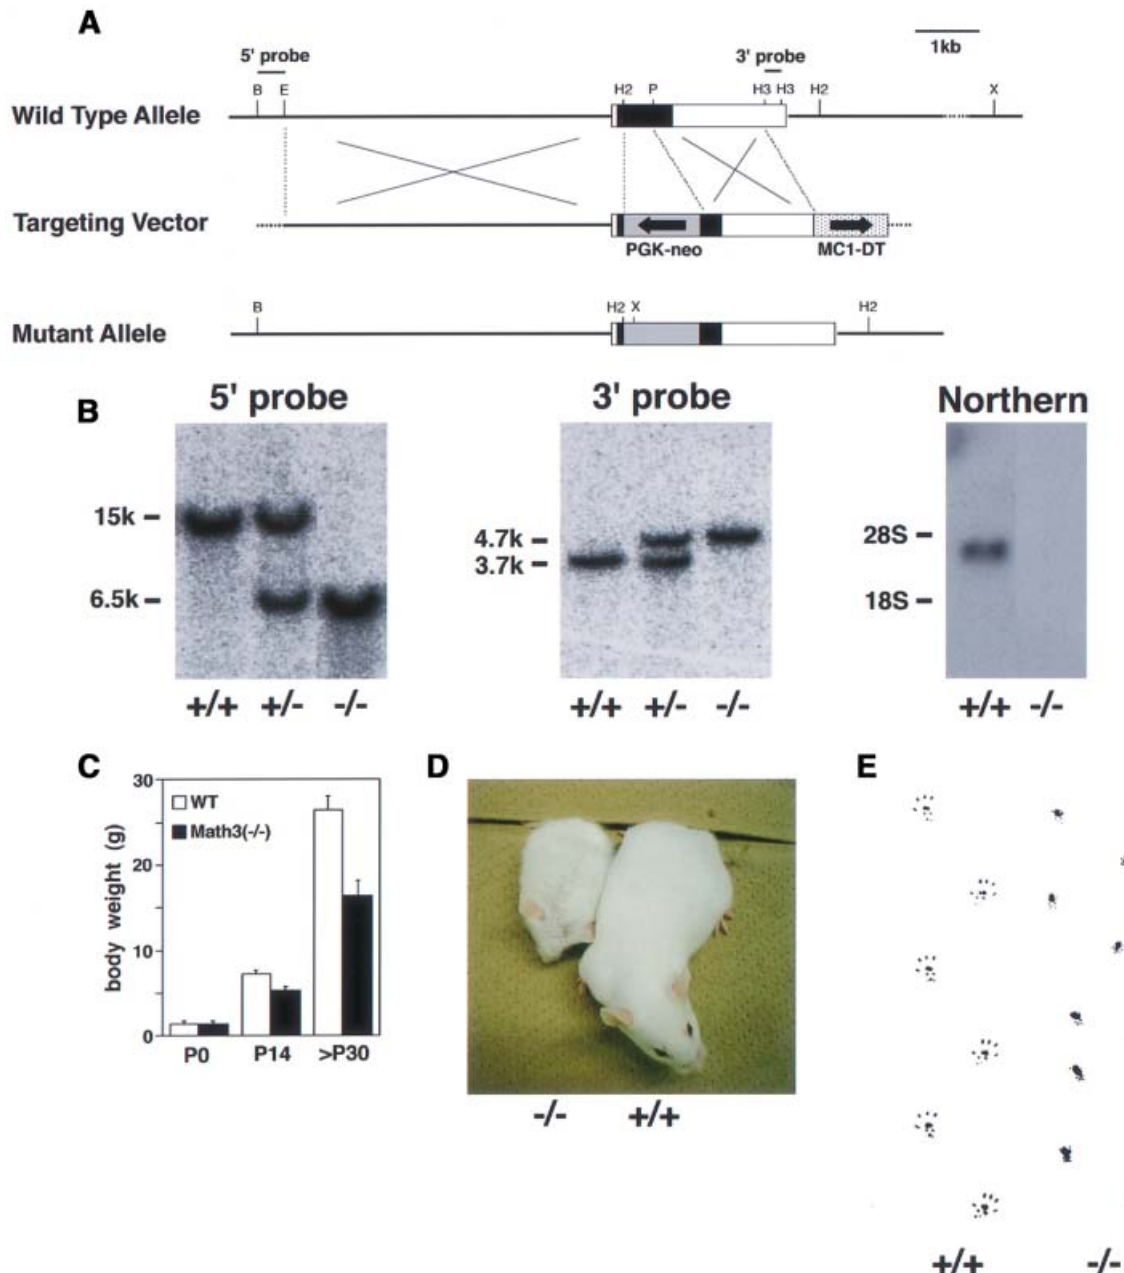 A
1kb
5' probe
3' probe
B E H2 P H3 H3 H2 X
Wild Type Allele
Targeting Vector
PGK-neo
MC1-DT
B H2 X H2
Mutant Allele
B
5' probe
15k
6.5k
+/+ +/- -/-
3' probe
4.7k
3.7k
+/+ +/- -/-
Northern
28S
18S
+/+ -/-
C
body weight (g)
30
20
10
0
WT
Math3(-/-)
P0 P14 >P30
D
-/- +/+
E
+/+ -/-